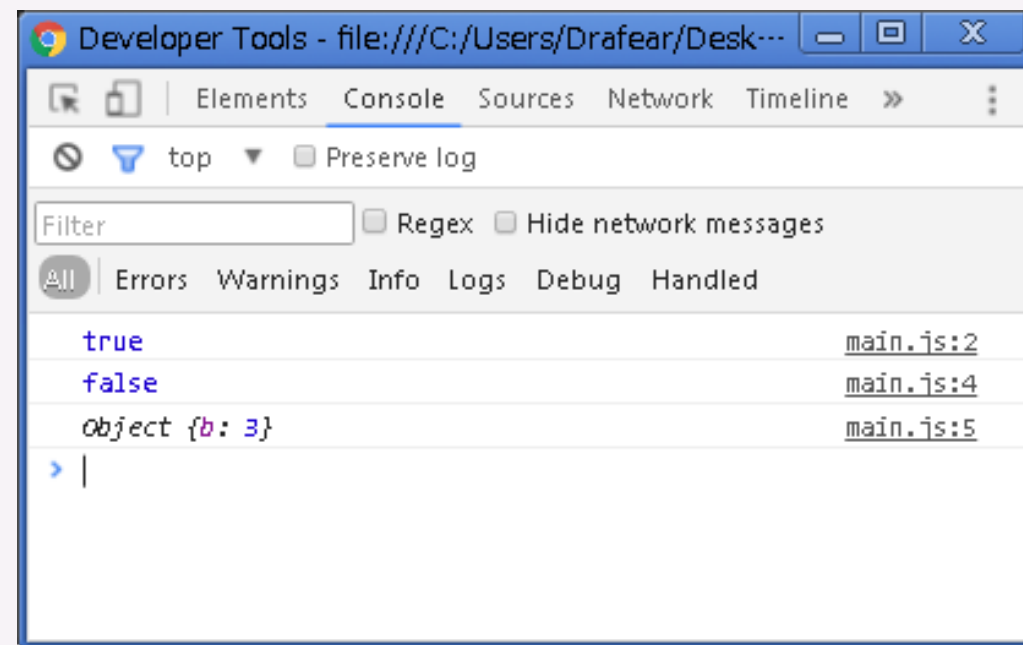 Developer Tools - file:///C:/Users/Drafear/Desk...
Elements Console Sources Network Timeline »
top ▼ Preserve log
Filter Regex Hide network messages
All Errors Warnings Info Logs Debug Handled
true main.js:2
false main.js:4
Object {b: 3} main.js:5
>